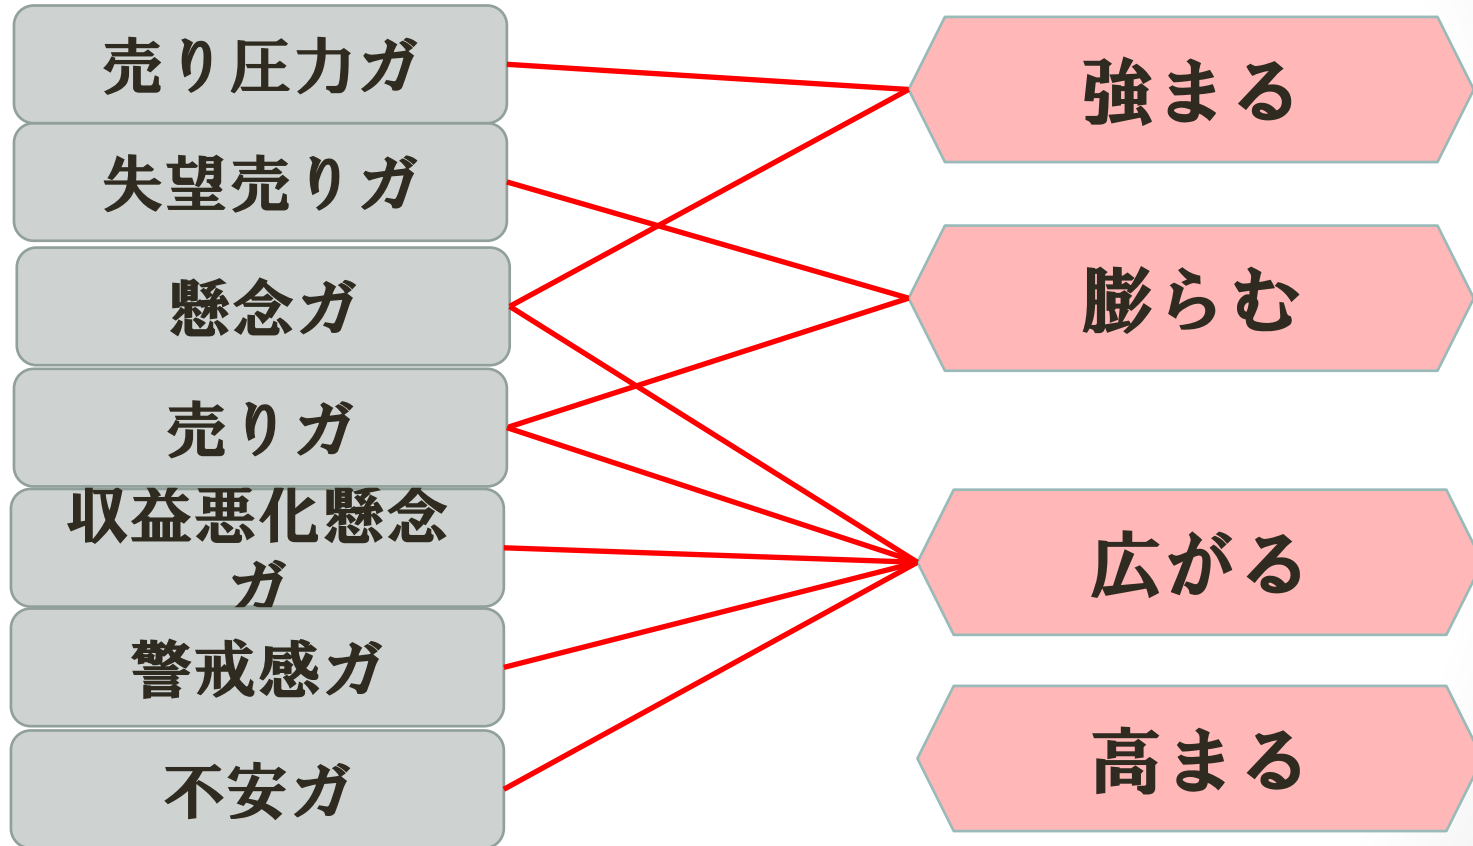 売り圧力ガ
失望売りガ
懸念ガ
売りガ
収益悪化懸念
ガ
警戒感ガ
不安ガ
強まる
膨らむ
広がる
高まる